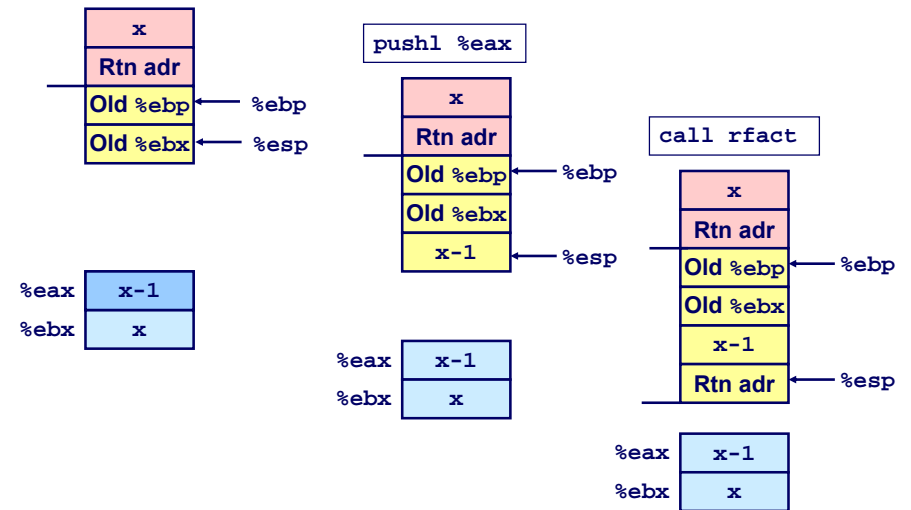 x
Rtn adr
Old %ebp %ebp
Old %ebx %esp
%eax x-1
%ebx x
pushl %eax
x
Rtn adr
Old %ebp %ebp
Old %ebx
x-1 %esp
%eax x-1
%ebx x
call rfact
x
Rtn adr
Old %ebp %ebp
Old %ebx
x-1
Rtn adr %esp
%eax x-1
%ebx x